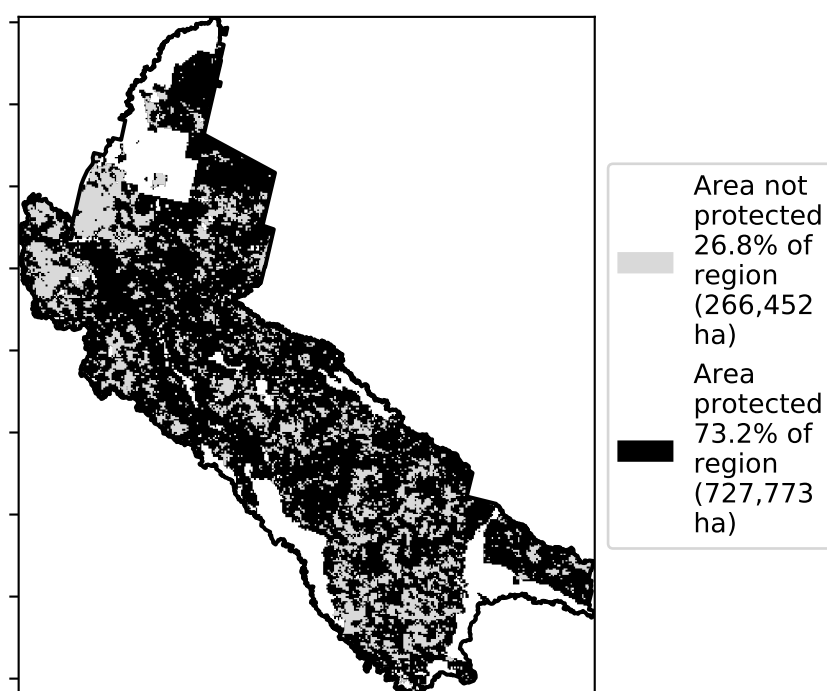 Area not
protected
26.8% of
region
(266,452
ha)
Area
protected
73.2% of
region
(727,773
ha)